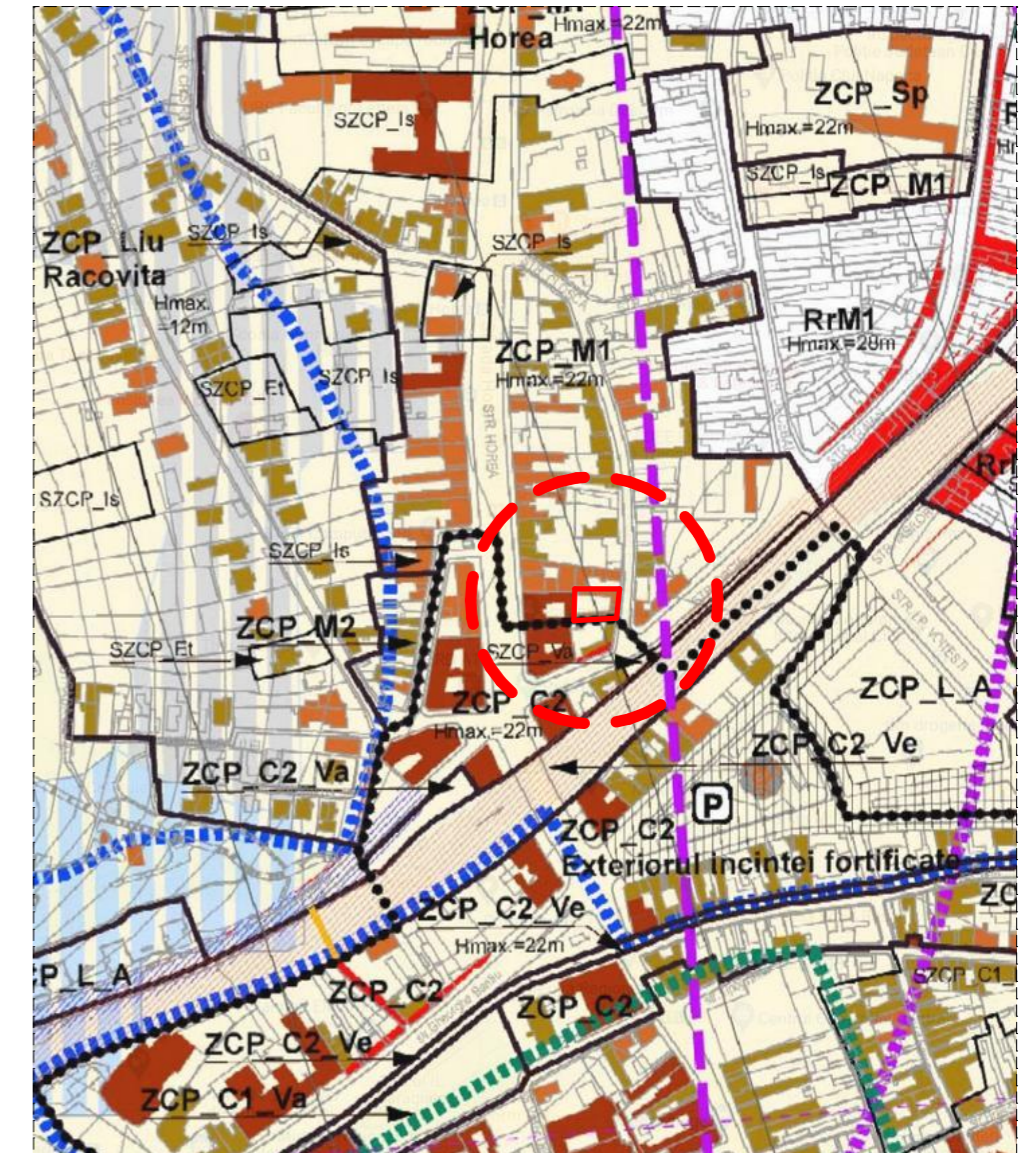 Hmax.=22m
Horea
SZCP_Is
ZCP_Sp
Hmax.=22m
SZCP_Is
ZCP_M1
ZCP_Liu
Racovita
Hmax.
=12m
SZCP_Is
SZCP_Is
ZCP_M1
Hmax.=22m
RrM1
Hmax.=28m
SZCP_Et
SZCP_Is
STR. HOREA
SZCP_Is
SZCP_Is
ZCP_M2
SZCP_Et
SZCP_Va
ZCP_C2
Hmax.=22m
ZCP_L_A
ZCP_C2_Ve
ZCP_C2_Va
P
ZCP_C2
Exteriorul incintei fortificate
ZCP_C2_Ve
Hmax.=22m
CP_L_A
ZCP_C2
ZCP_C2
ZCP_C2_Ve
ZCP_C1_Va